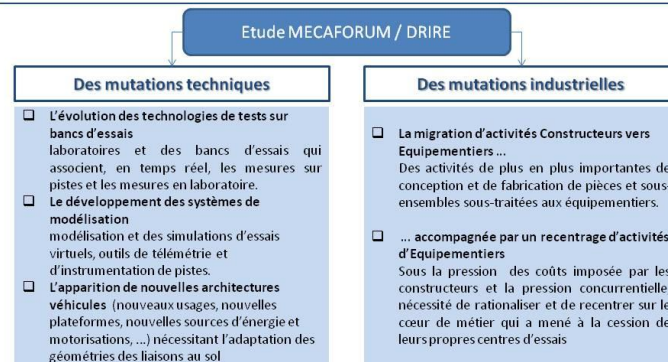 Etude MECAFORUM / DRIRE
Des mutations techniques
❑ L'évolution des technologies de tests sur
bancs d'essais
laboratoires et des bancs d'essais qui
associent, en temps réel, les mesures sur
pistes et les mesures en laboratoire.
❑ Le développement des systèmes de
modélisation
modélisation et des simulations d'essais
virtuels, outils de télémétrie et
d'instrumentation de pistes.
❑ L'apparition de nouvelles architectures
véhicules (nouveaux usages, nouvelles
plateformes, nouvelles sources d'énergie et
motorisations, ...) nécessitant l'adaptation des
géométries des liaisons au sol
Des mutations industrielles
❑ La migration d'activités Constructeurs vers
Equipementiers ...
Des activités de plus en plus importantes de
conception et de fabrication de pièces et sous-
ensembles sous-traitées aux équipementiers.
❑ ... accompagnée par un recentrage d'activités
d'Equipementiers
Sous la pression des coûts imposée par les
constructeurs et la pression concurrentielle,
nécessité de rationaliser et de recentrer sur le
cœur de métier qui a mené à la cession de
leurs propres centres d'essais